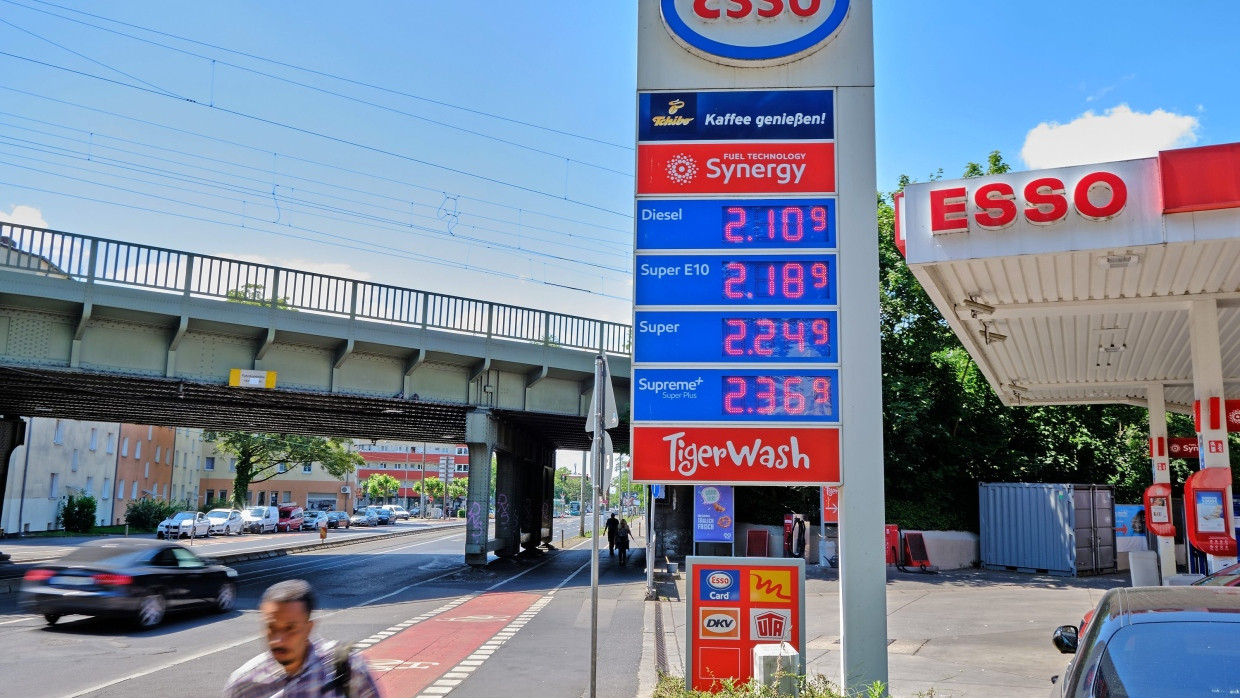 ESSO
Tchibo Kaffee genießen!
FUEL TECHNOLOGY
Synergy
Diesel 2.109
Super E10 2.189
Super 2.249
Supreme+ 2.369
Super Plus
TigerWash
ESSO
Esso
Card
DKV
UTA